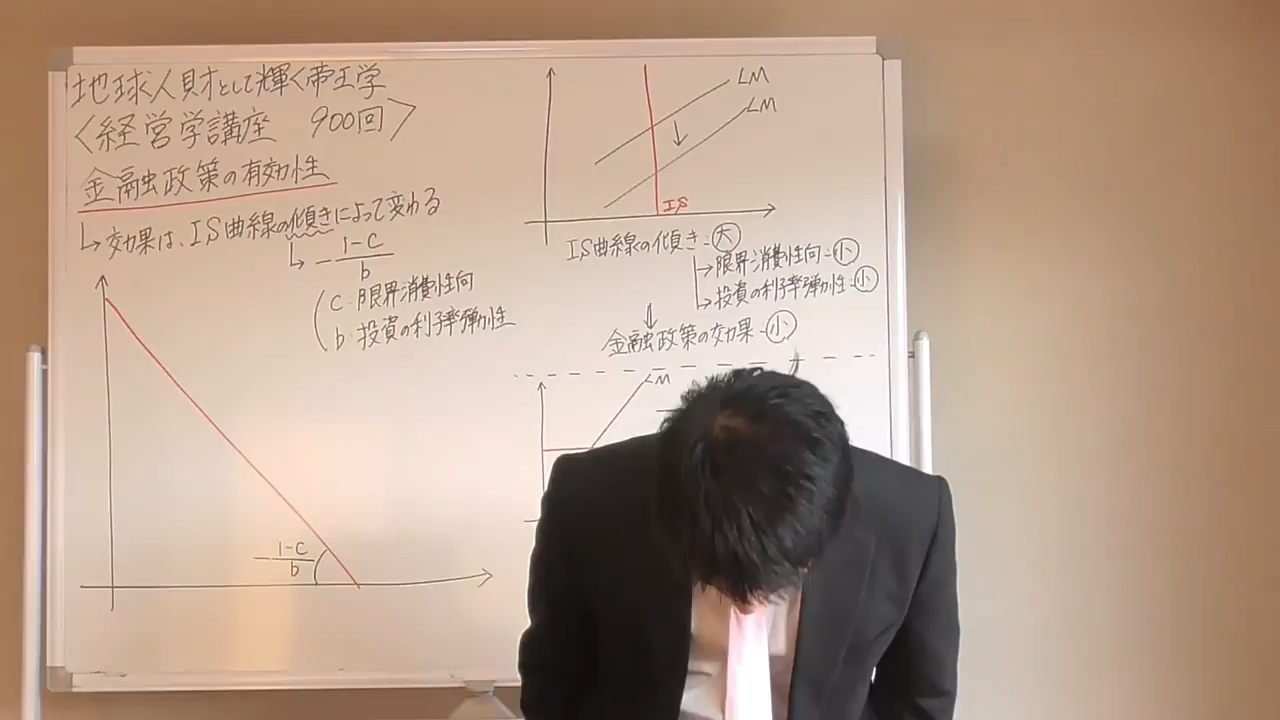 地球人財として輝く帝王学
<経営学講座 900回>
金融政策の有効性
↳ 効果は、IS曲線の傾きによって変わる
↳ -(1-C)/b
C:限界消費性向
b:投資の利子率弾力性
-(1-C)/b
LM
LM
IS
IS曲線の傾き:大
→限界消費性向:小
→投資の利子率弾力性:小
⇓
金融政策の効果:小
LM